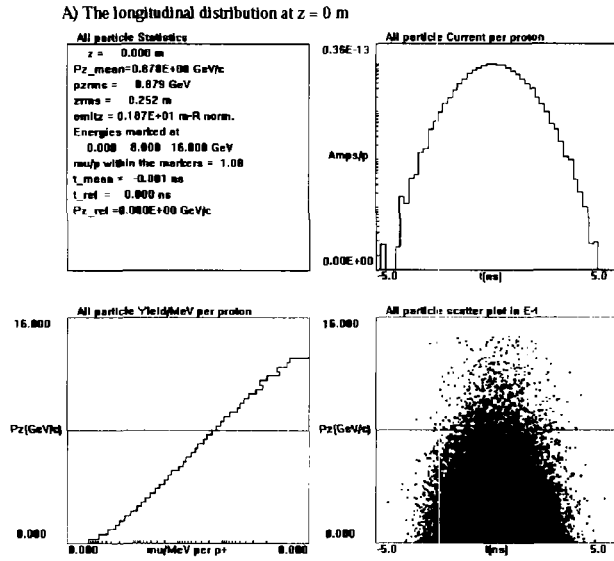 A) The longitudinal distribution at z = 0 m
All particle Statistics
z = 0.000 m
Pz_mean=0.878E+00 GeV/c
pzrms = 0.879 GeV
zrms = 0.252 m
emitz = 0.187E+01 m-R norm.
Energies marked at
0.000 8.000 16.000 GeV
mu/p within the markers = 1.00
t_mean = -0.001 ns
t_ref = 0.000 ns
Pz_ref =0.000E+00 GeV/c
All particle Current per proton
0.36E-13
Amps/p
0.00E+00
-5.0 t[ns] 5.0
All particle Yield/MeV per proton
16.000
Pz(GeV/c)
0.000
0.000 mu/MeV per p+ 0.000
All particle scatter plot in E-t
16.000
Pz(GeV/c)
0.000
-5.0 t[ns] 5.0